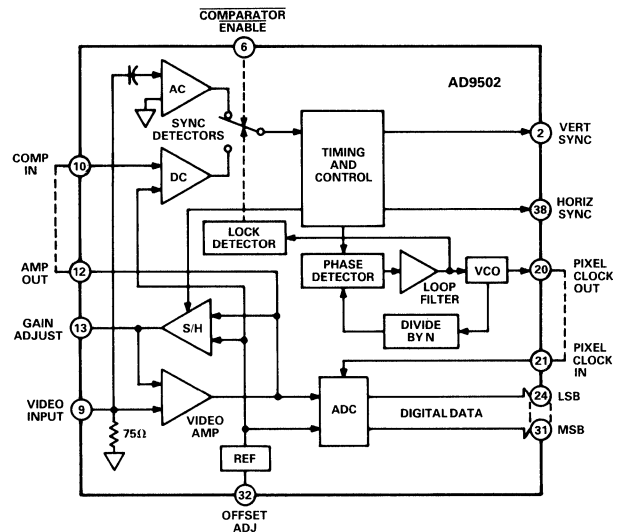 COMPARATOR
ENABLE
6
AD9502
AC
SYNC
DETECTORS
DC
COMP
IN
10
TIMING
AND
CONTROL
2
VERT
SYNC
38
HORIZ
SYNC
LOCK
DETECTOR
AMP
OUT
12
PHASE
DETECTOR
LOOP
FILTER
VCO
20
PIXEL
CLOCK
OUT
GAIN
ADJUST
13
S/H
DIVIDE
BY N
21
PIXEL
CLOCK
IN
VIDEO
INPUT
9
75Ω
VIDEO
AMP
ADC
DIGITAL DATA
24
LSB
31
MSB
REF
32
OFFSET
ADJ